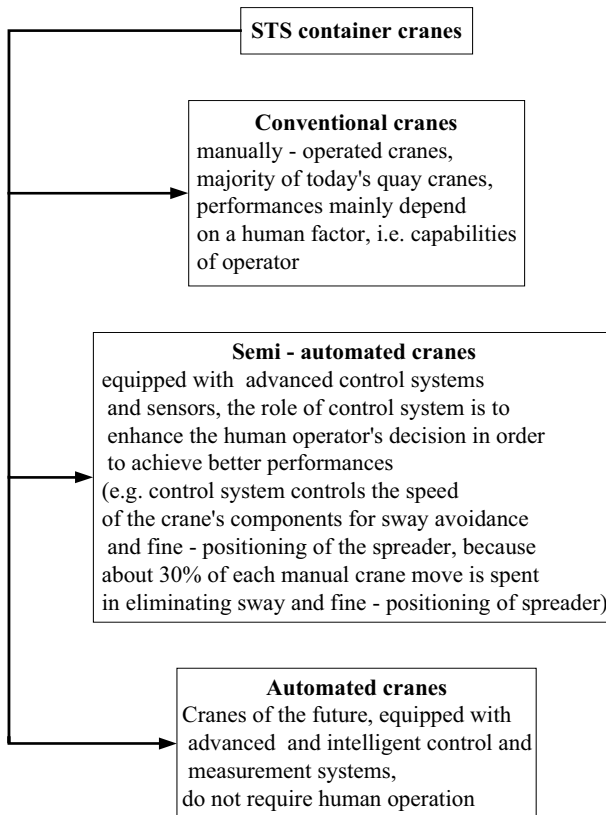 STS container cranes
Conventional cranes
manually - operated cranes,
majority of today's quay cranes,
performances mainly depend
on a human factor, i.e. capabilities
of operator
Semi - automated cranes
equipped with advanced control systems
and sensors, the role of control system is to
enhance the human operator's decision in order
to achieve better performances
(e.g. control system controls the speed
of the crane's components for sway avoidance
and fine - positioning of the spreader, because
about 30% of each manual crane move is spent
in eliminating sway and fine - positioning of spreader)
Automated cranes
Cranes of the future, equipped with
advanced and intelligent control and
measurement systems,
do not require human operation